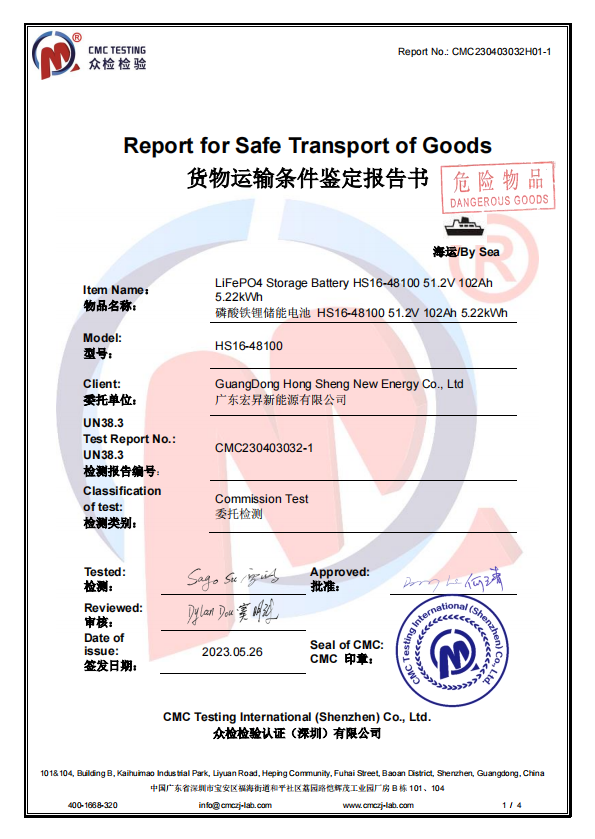 CMC TESTING
众检检验
Report No.: CMC230403032H01-1
Report for Safe Transport of Goods
货物运输条件鉴定报告书
危险物品
DANGEROUS GOODS
海运/By Sea
Item Name:
物品名称:
LiFePO4 Storage Battery HS16-48100 51.2V 102Ah
5.22kWh
磷酸铁锂储能电池 HS16-48100 51.2V 102Ah 5.22kWh
Model:
型号:
HS16-48100
Client:
委托单位:
GuangDong Hong Sheng New Energy Co., Ltd
广东宏昇新能源有限公司
UN38.3
Test Report No.:
UN38.3
检测报告编号:
CMC230403032-1
Classification
of test:
检测类别:
Commission Test
委托检测
Tested:
检测:
Sago Su
Approved:
批准:
Reviewed:
审核:
Dylan Dou
Date of
issue:
签发日期:
2023.05.26
Seal of CMC:
CMC 印章:
CMC Testing International (Shenzhen) Co., Ltd.
CMC Testing International (Shenzhen) Co., Ltd.
众检检验认证（深圳）有限公司
101&104, Building B, Kaihuimao Industrial Park, Liyuan Road, Heping Community, Fuhai Street, Baoan District, Shenzhen, Guangdong, China
中国广东省深圳市宝安区福海街道和平社区荔园路恺辉茂工业园厂房 B 栋 101、104
400-1668-320 info@cmczj-lab.com www.cmczj-lab.com 1 / 4